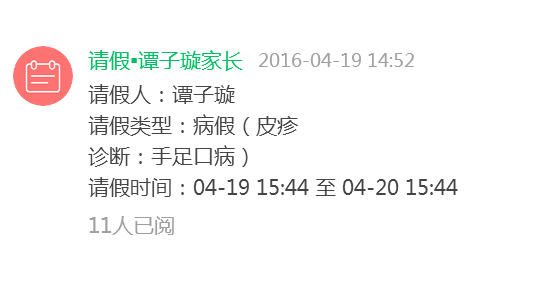 请假▪谭子璇家长 2016-04-19 14:52
请假人：谭子璇
请假类型：病假（皮疹
诊断：手足口病）
请假时间：04-19 15:44 至 04-20 15:44
11人已阅